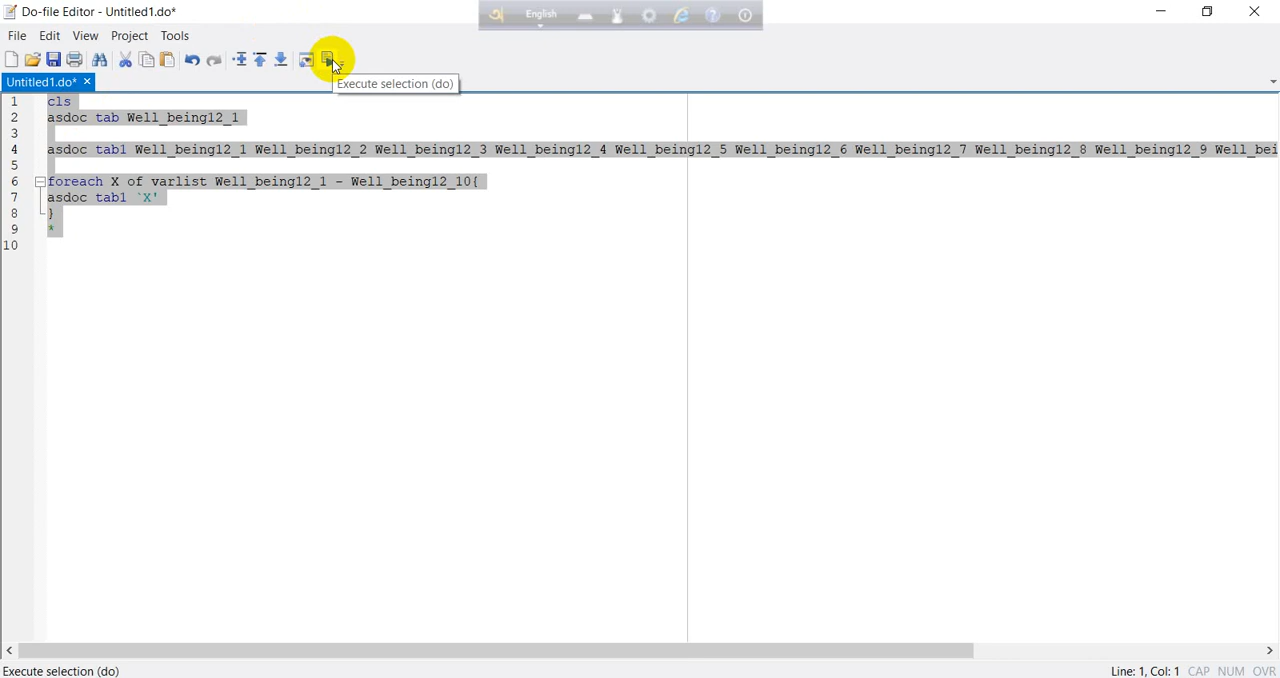 Do-file Editor - Untitled1.do*
English
File Edit View Project Tools
Untitled1.do*
Execute selection (do)
1 cls
2 asdoc tab Well_being12_1
3
4 asdoc tab1 Well_being12_1 Well_being12_2 Well_being12_3 Well_being12_4 Well_being12_5 Well_being12_6 Well_being12_7 Well_being12_8 Well_being12_9 Well_bei
5
6 foreach X of varlist Well_being12_1 - Well_being12_10{
7 asdoc tab1 `X'
8 }
9 *
10
Execute selection (do) Line: 1, Col: 1 CAP NUM OVR